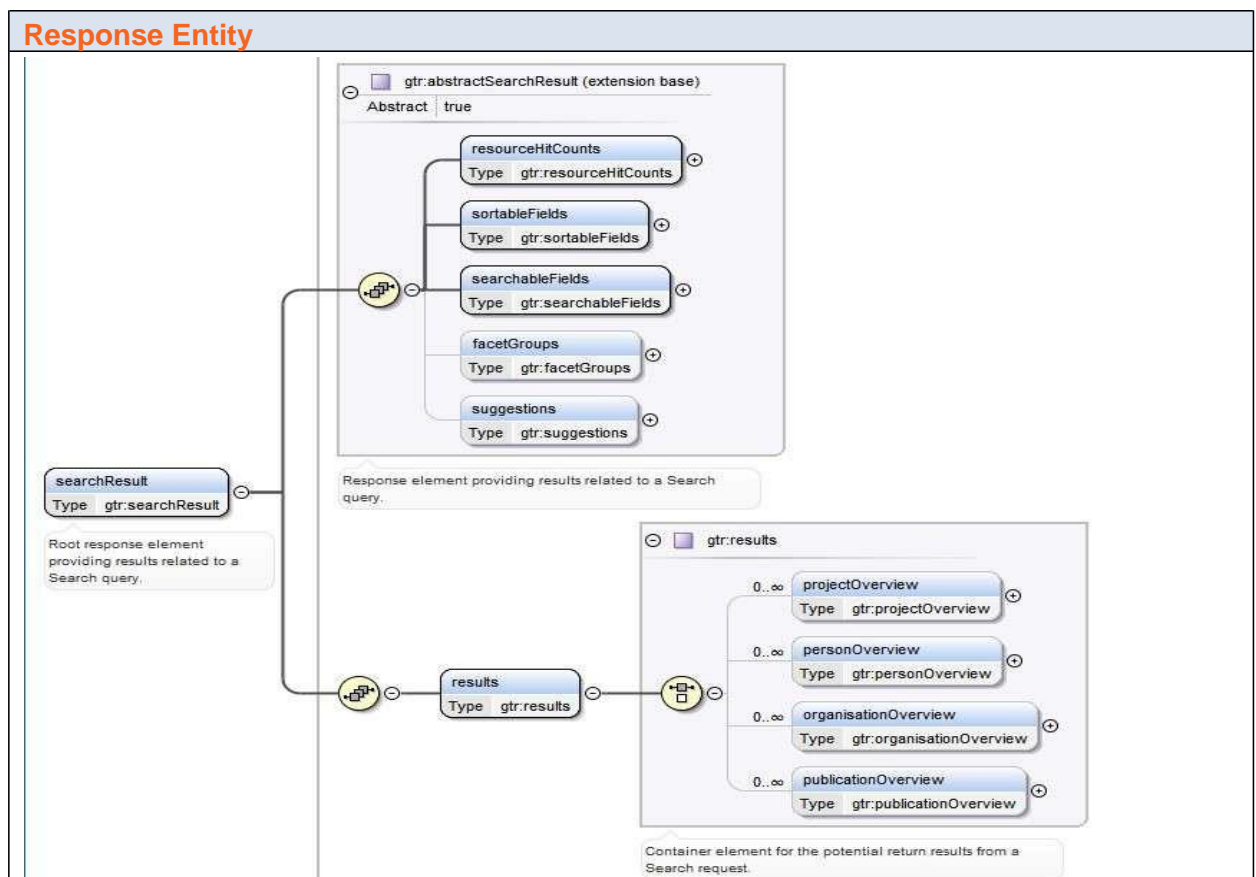 Response Entity
gtr:abstractSearchResult (extension base)
Abstract true
resourceHitCounts
Type gtr:resourceHitCounts
sortableFields
Type gtr:sortableFields
searchableFields
Type gtr:searchableFields
facetGroups
Type gtr:facetGroups
suggestions
Type gtr:suggestions
Response element providing results related to a Search
query.
searchResult
Type gtr:searchResult
Root response element
providing results related to a
Search query.
gtr:results
0..∞ projectOverview
Type gtr:projectOverview
0..∞ personOverview
Type gtr:personOverview
results
Type gtr:results
0..∞ organisationOverview
Type gtr:organisationOverview
0..∞ publicationOverview
Type gtr:publicationOverview
Container element for the potential return results from a
Search request.